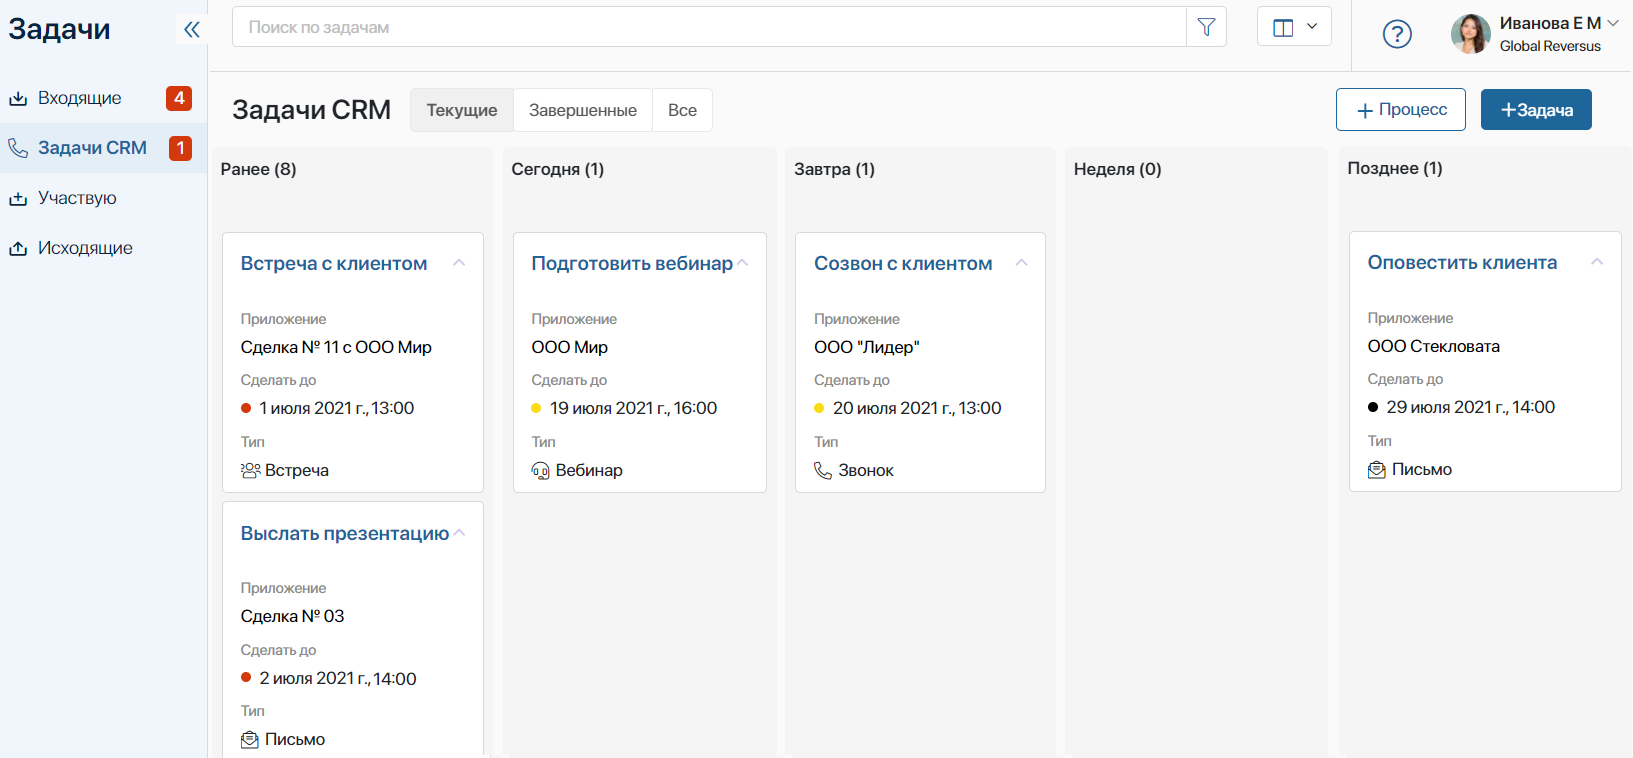 Задачи
Входящие
4
Задачи CRM
1
Участвую
Исходящие
Поиск по задачам
?
Иванова Е М
Global Reversus
Задачи CRM
Текущие
Завершенные
Все
+ Процесс
+Задача
Ранее (8)
Встреча с клиентом
Приложение
Сделка № 11 с ООО Мир
Сделать до
1 июля 2021 г., 13:00
Тип
Встреча
Выслать презентацию
Приложение
Сделка № 03
Сделать до
2 июля 2021 г., 14:00
Тип
Письмо
Сегодня (1)
Подготовить вебинар
Приложение
ООО Мир
Сделать до
19 июля 2021 г., 16:00
Тип
Вебинар
Завтра (1)
Созвон с клиентом
Приложение
ООО "Лидер"
Сделать до
20 июля 2021 г., 13:00
Тип
Звонок
Неделя (0)
Позднее (1)
Оповестить клиента
Приложение
ООО Стекловата
Сделать до
29 июля 2021 г., 14:00
Тип
Письмо